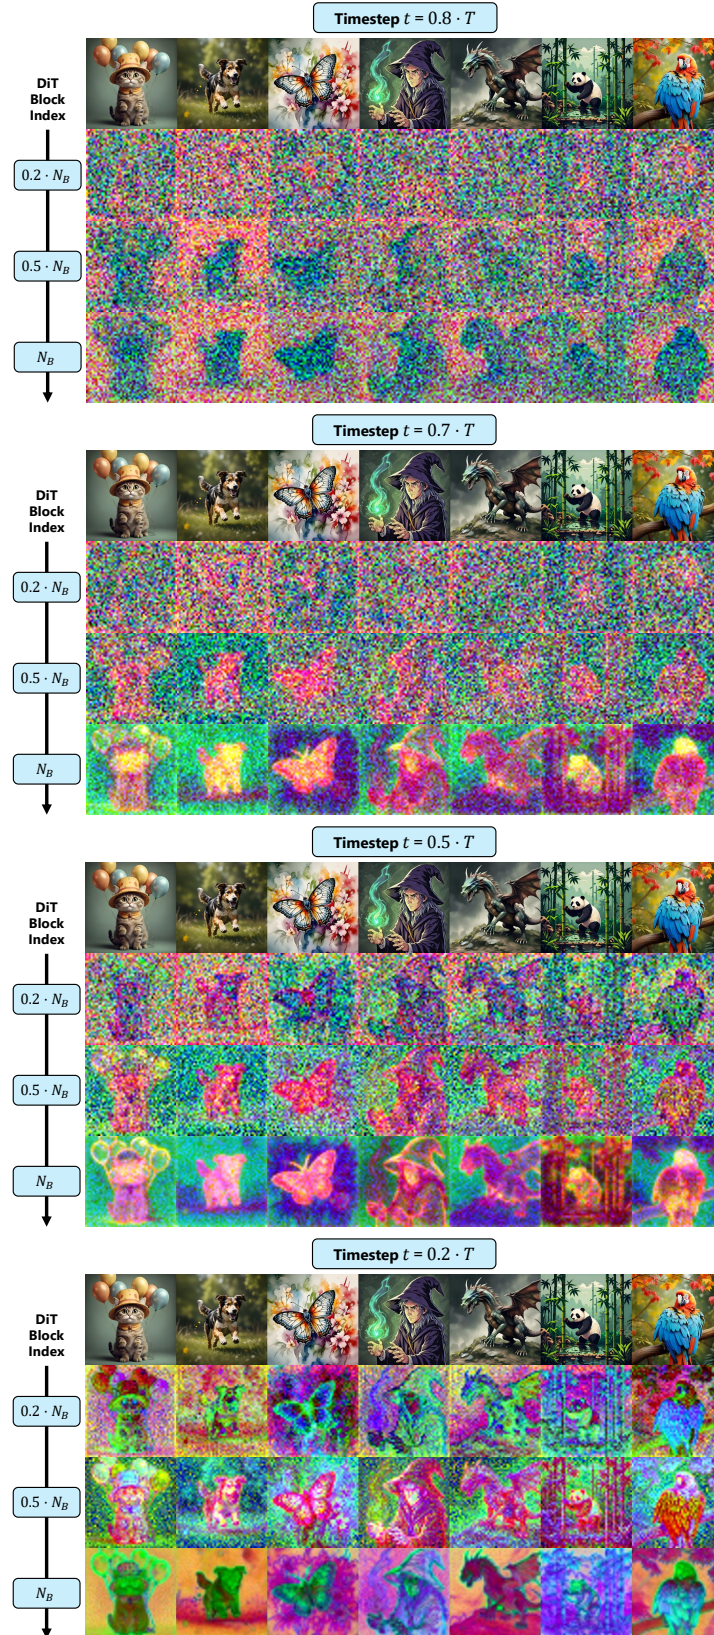 Timestep t = 0.8 · T
DiT
Block
Index
0.2 · N_B
0.5 · N_B
N_B
Timestep t = 0.7 · T
DiT
Block
Index
0.2 · N_B
0.5 · N_B
N_B
Timestep t = 0.5 · T
DiT
Block
Index
0.2 · N_B
0.5 · N_B
N_B
Timestep t = 0.2 · T
DiT
Block
Index
0.2 · N_B
0.5 · N_B
N_B